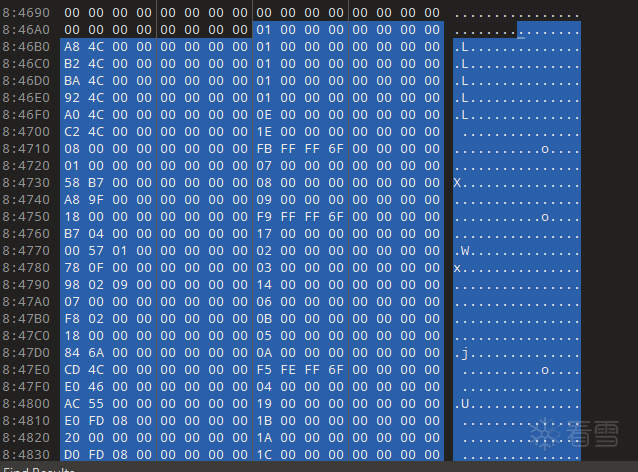 8:4690 00 00 00 00 00 00 00 00 00 00 00 00 00 00 00 00 ................
8:46A0 00 00 00 00 00 00 00 00 01 00 00 00 00 00 00 00 ................
8:46B0 A8 4C 00 00 00 00 00 00 01 00 00 00 00 00 00 00 .L..............
8:46C0 B2 4C 00 00 00 00 00 00 01 00 00 00 00 00 00 00 .L..............
8:46D0 BA 4C 00 00 00 00 00 00 01 00 00 00 00 00 00 00 .L..............
8:46E0 92 4C 00 00 00 00 00 00 01 00 00 00 00 00 00 00 .L..............
8:46F0 A0 4C 00 00 00 00 00 00 0E 00 00 00 00 00 00 00 .L..............
8:4700 C2 4C 00 00 00 00 00 00 1E 00 00 00 00 00 00 00 ..............
8:4710 08 00 00 00 00 00 00 00 FB FF FF 6F 00 00 00 00 ...........o....
8:4720 01 00 00 00 00 00 00 00 07 00 00 00 00 00 00 00 ................
8:4730 58 B7 00 00 00 00 00 00 08 00 00 00 00 00 00 00 X...............
8:4740 A8 9F 00 00 00 00 00 00 09 00 00 00 00 00 00 00 ................
8:4750 18 00 00 00 00 00 00 00 F9 FF FF 6F 00 00 00 00 ...........o....
8:4760 B7 04 00 00 00 00 00 00 17 00 00 00 00 00 00 00 ................
8:4770 00 57 01 00 00 00 00 00 02 00 00 00 00 00 00 00 .W..............
8:4780 78 0F 00 00 00 00 00 00 03 00 00 00 00 00 00 00 x...............
8:4790 98 02 09 00 00 00 00 00 14 00 00 00 00 00 00 00 ................
8:47A0 07 00 00 00 00 00 00 00 06 00 00 00 00 00 00 00 ................
8:47B0 F8 02 00 00 00 00 00 00 0B 00 00 00 00 00 00 00 ................
8:47C0 18 00 00 00 00 00 00 00 05 00 00 00 00 00 00 00 ................
8:47D0 84 6A 00 00 00 00 00 00 0A 00 00 00 00 00 00 00 .j..............
8:47E0 CD 4C 00 00 00 00 00 00 F5 FE FF 6F 00 00 00 00 ...........o....
8:47F0 E0 46 00 00 00 00 00 00 04 00 00 00 00 00 00 00 ..............
8:4800 AC 55 00 00 00 00 00 00 19 00 00 00 00 00 00 00 .U..............
8:4810 E0 FD 08 00 00 00 00 00 1B 00 00 00 00 00 00 00 ................
8:4820 20 00 00 00 00 00 00 00 1A 00 00 00 00 00 00 00 ...............
8:4830 D0 FD 08 00 00 00 00 00 1C 00 00 00 00 00 00 00 ................
看雪
Find Results